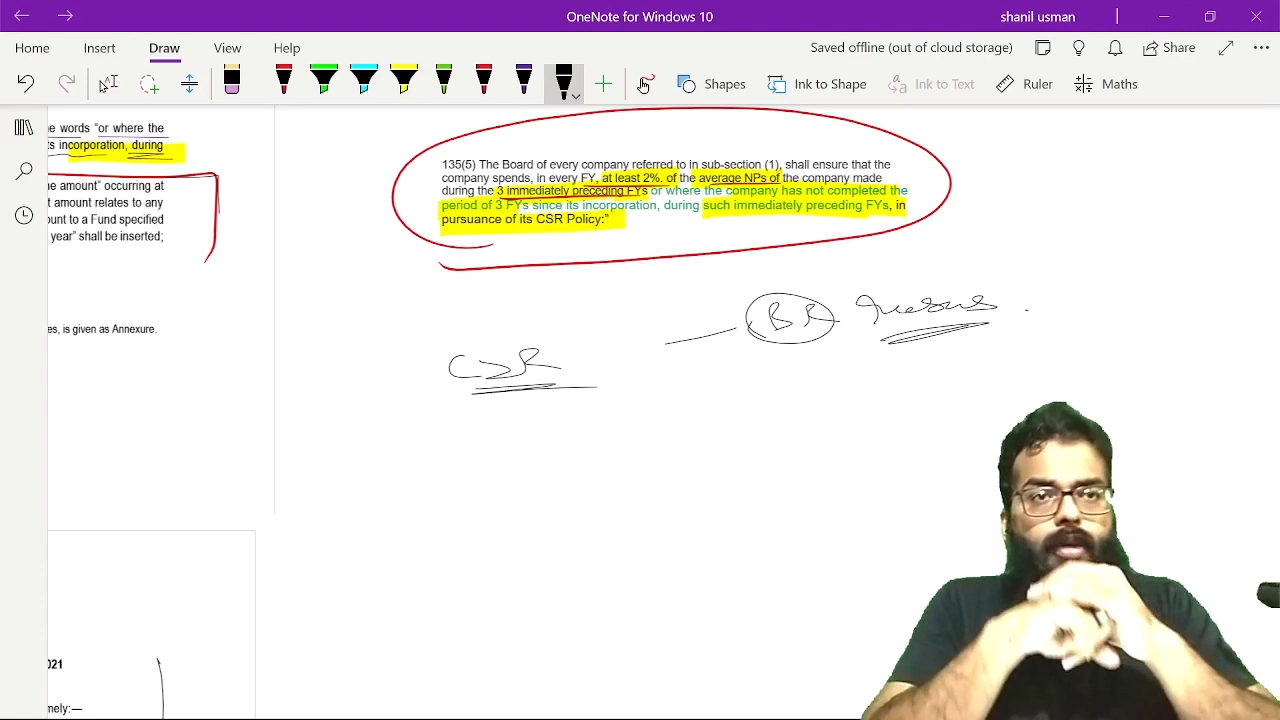 OneNote for Windows 10
shanil usman
Home Insert Draw View Help
Saved offline (out of cloud storage) Share
Shapes Ink to Shape Ink to Text Ruler Maths
e words "or where the
s incorporation, during
e amount" occurring at
t amount relates to any
ount to a Fund specified
year" shall be inserted;
es, is given as Annexure.
021
mely:—
135(5) The Board of every company referred to in sub-section (1), shall ensure that the
company spends, in every FY, at least 2%. of the average NPs of the company made
during the 3 immediately preceding FYs or where the company has not completed the
period of 3 FYs since its incorporation, during such immediately preceding FYs, in
pursuance of its CSR Policy:"
BR
CSR